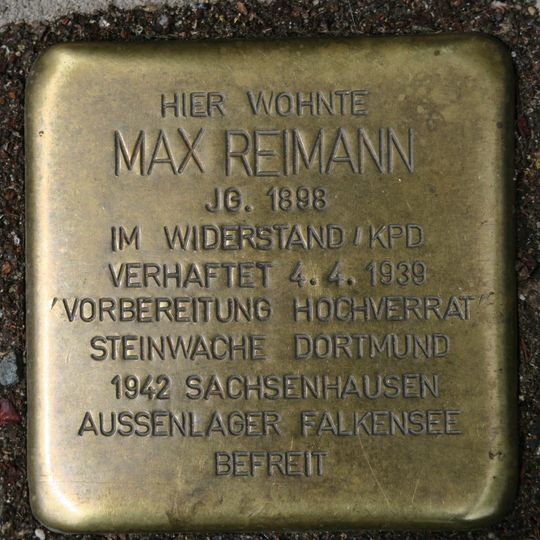 HIER WOHNTE
MAX REIMANN
JG. 1898
IM WIDERSTAND/KPD
VERHAFTET 4.4.1939
'VORBEREITUNG HOCHVERRAT'
STEINWACHE DORTMUND
1942 SACHSENHAUSEN
AUSSENLAGER FALKENSEE
BEFREIT